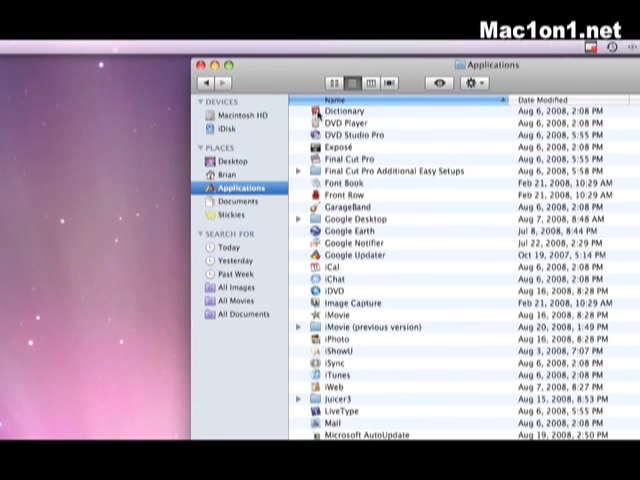 Mac1on1.net
Applications
Name Date Modified
DEVICES
Macintosh HD
iDisk
PLACES
Desktop
Brian
Applications
Documents
Stickies
SEARCH FOR
Today
Yesterday
Past Week
All Images
All Movies
All Documents
Dictionary Aug 6, 2008, 2:08 PM
DVD Player Aug 6, 2008, 2:08 PM
DVD Studio Pro Aug 6, 2008, 5:55 PM
Exposé Aug 6, 2008, 2:08 PM
Final Cut Pro Aug 6, 2008, 5:55 PM
Final Cut Pro Additional Easy Setups Aug 6, 2008, 5:58 PM
Font Book Feb 21, 2008, 10:29 AM
Front Row Feb 21, 2008, 10:29 AM
GarageBand Aug 6, 2008, 2:08 PM
Google Desktop Aug 7, 2008, 8:48 AM
Google Earth Jul 8, 2008, 8:44 PM
Google Notifier Jul 22, 2008, 2:29 PM
Google Updater Oct 19, 2007, 5:14 PM
iCal Aug 6, 2008, 2:08 PM
iChat Aug 6, 2008, 2:08 PM
iDVD Aug 16, 2008, 8:28 PM
Image Capture Feb 21, 2008, 10:29 AM
iMovie Aug 16, 2008, 8:28 PM
iMovie (previous version) Aug 20, 2008, 1:49 PM
iPhoto Aug 16, 2008, 8:28 PM
iShowU Aug 3, 2008, 7:07 PM
iSync Aug 6, 2008, 2:08 PM
iTunes Aug 6, 2008, 2:08 PM
iWeb Aug 7, 2008, 8:27 PM
Juicer3 Aug 15, 2008, 8:53 PM
LiveType Aug 6, 2008, 5:55 PM
Mail Aug 6, 2008, 2:08 PM
Microsoft AutoUpdate Aug 19, 2008, 2:50 PM